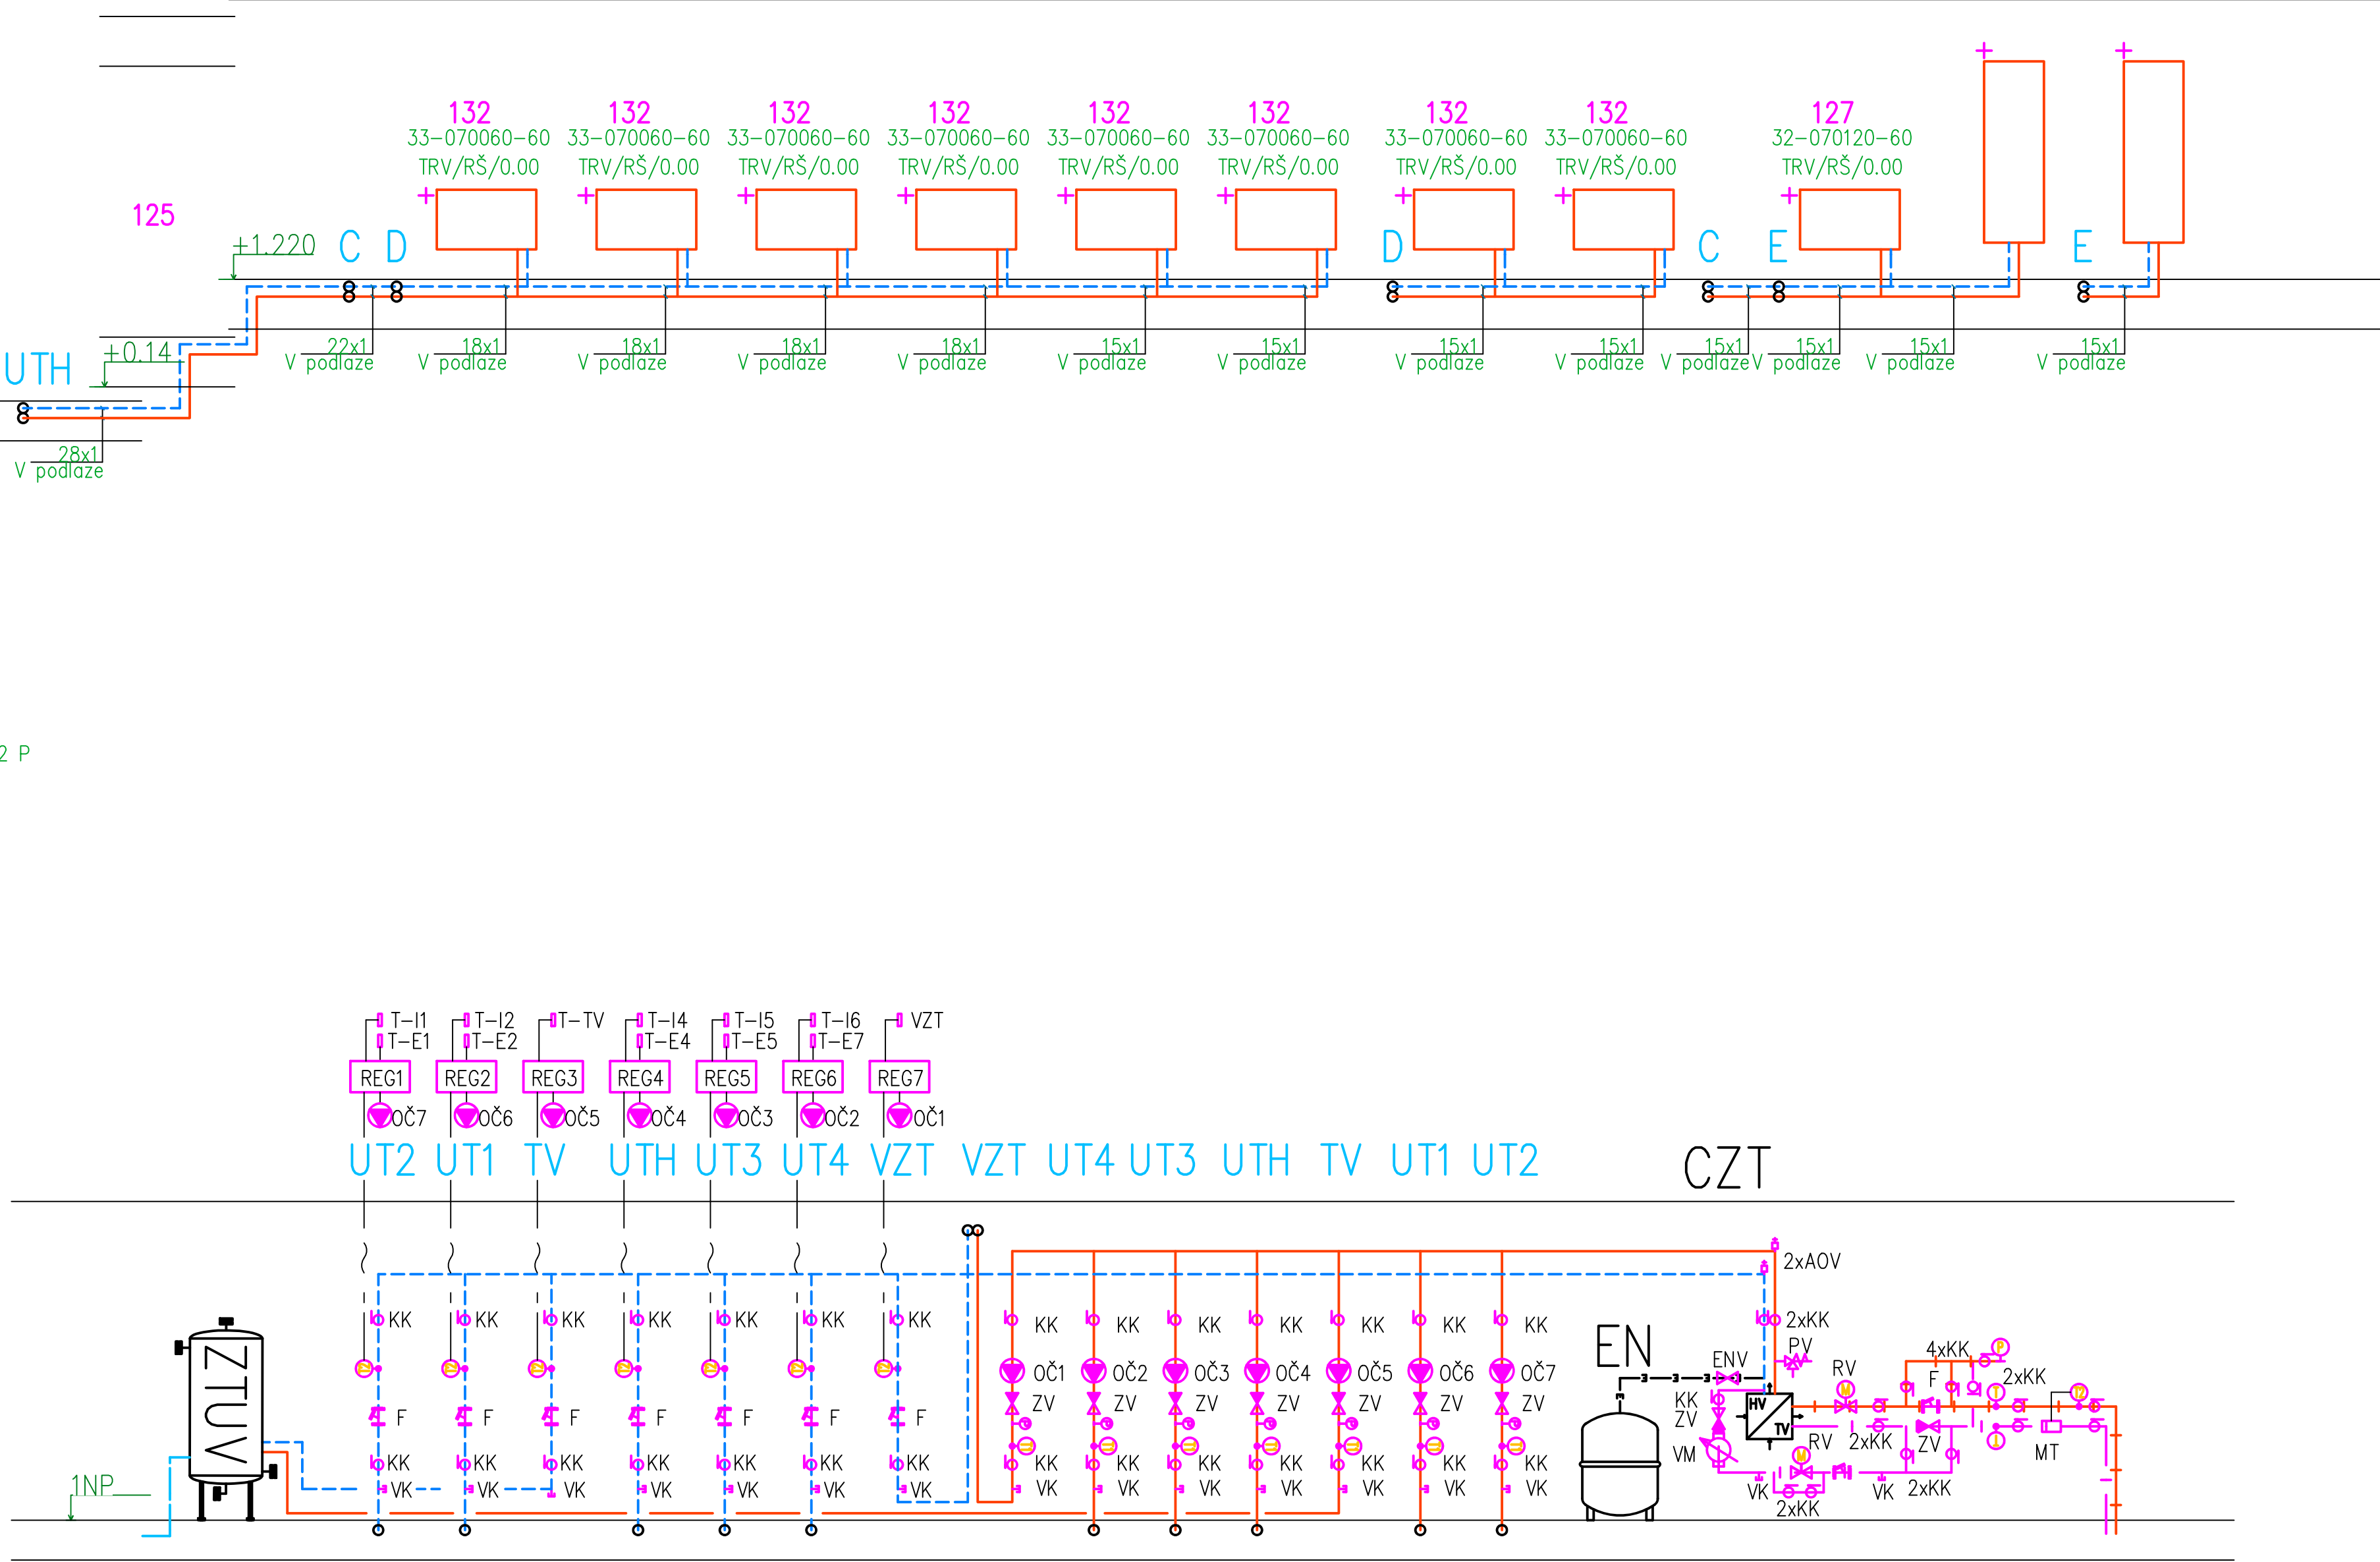 132 132 132 132 132 132 132 132 127
33-070060-60 33-070060-60 33-070060-60 33-070060-60 33-070060-60 33-070060-60 33-070060-60 33-070060-60 32-070120-60
TRV/RŠ/0.00 TRV/RŠ/0.00 TRV/RŠ/0.00 TRV/RŠ/0.00 TRV/RŠ/0.00 TRV/RŠ/0.00 TRV/RŠ/0.00 TRV/RŠ/0.00 TRV/RŠ/0.00
125
+1.220 C D D C E E
22x1 18x1 18x1 18x1 18x1 15x1 15x1 15x1 15x1 15x1 15x1 15x1 15x1
V podlaze V podlaze V podlaze V podlaze V podlaze V podlaze V podlaze V podlaze V podlaze V podlaze V podlaze V podlaze V podlaze
UTH +0.14
28x1
V podlaze
2 P
T-I1 T-I2 T-TV T-I4 T-I5 T-I6 VZT
T-E1 T-E2 T-E4 T-E5 T-E7
REG1 REG2 REG3 REG4 REG5 REG6 REG7
OČ7 OČ6 OČ5 OČ4 OČ3 OČ2 OČ1
UT2 UT1 TV UTH UT3 UT4 VZT VZT UT4 UT3 UTH TV UT1 UT2 CZT
2xAOV
KK KK KK KK KK KK KK KK KK KK KK KK KK KK 2xKK
EN PV 4xKK P
ENV RV F 2xKK
OČ1 OČ2 OČ3 OČ4 OČ5 OČ6 OČ7
M T T2
ZV ZV ZV ZV ZV ZV ZV KK HV
F F F F F F F ZV TV
ZTUV
RV 2xKK ZV MT
VM M
KK KK KK KK KK KK KK KK KK KK KK KK KK KK
VK VK VK VK VK VK VK VK VK VK VK VK VK VK VK VK 2xKK
2xKK
1NP